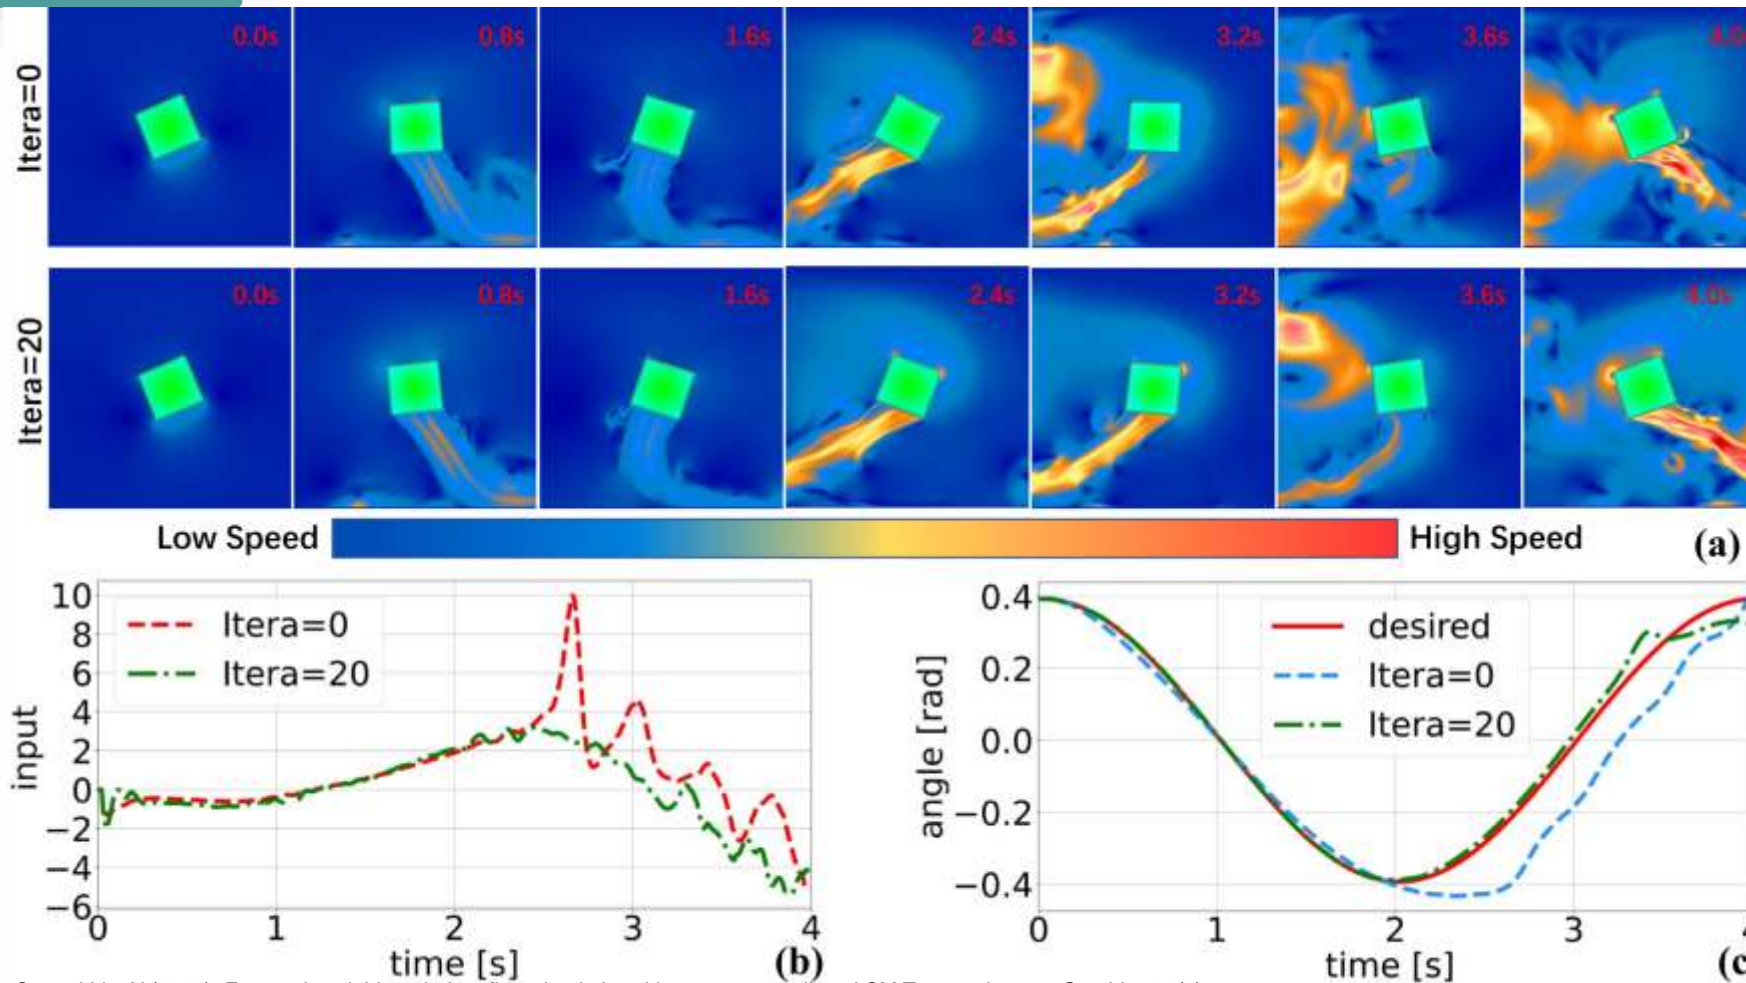 Itera=0
0.0s 0.8s 1.6s 2.4s 3.2s 3.6s 4.0s
Itera=20
0.0s 0.8s 1.6s 2.4s 3.2s 3.6s 4.0s
Low Speed High Speed (a)
10
8
6
4
2
0
−2
−4
−6
input
Itera=0
Itera=20
0 1 2 3 4
time [s] (b)
0.4
0.2
0.0
−0.2
−0.4
angle [rad]
desired
Itera=0
Itera=20
0 1 2 3 4
time [s] (c